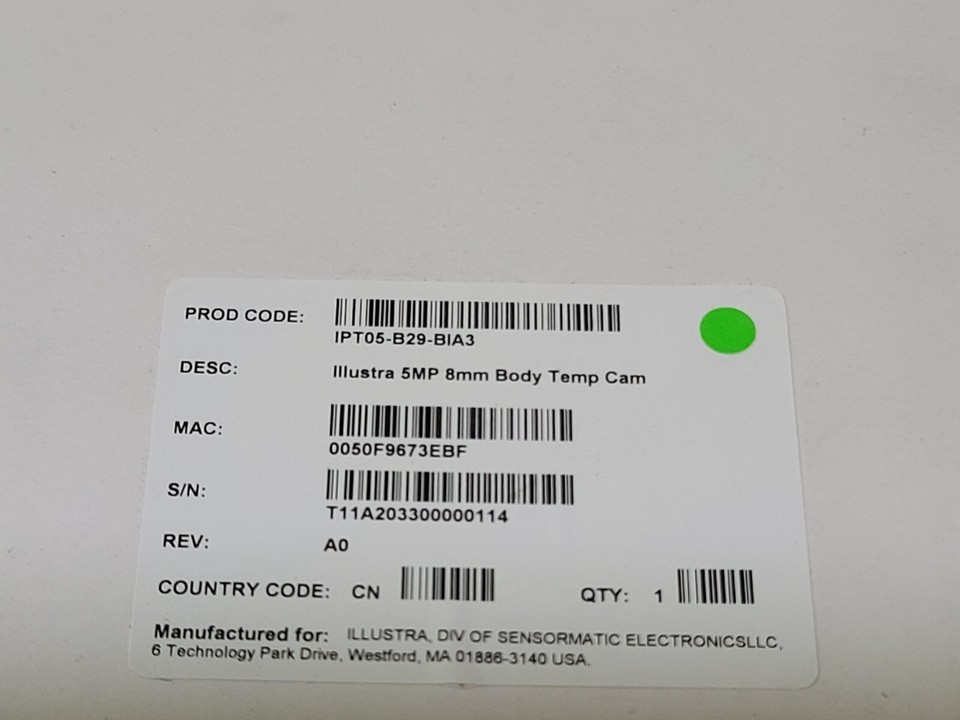 PROD CODE:
IPT05-B29-BIA3
DESC: Illustra 5MP 8mm Body Temp Cam
MAC:
0050F9673EBF
S/N:
T11A203300000114
REV: A0
COUNTRY CODE: CN QTY: 1
Manufactured for: ILLUSTRA, DIV OF SENSORMATIC ELECTRONICSLLC,
6 Technology Park Drive, Westford, MA 01886-3140 USA.